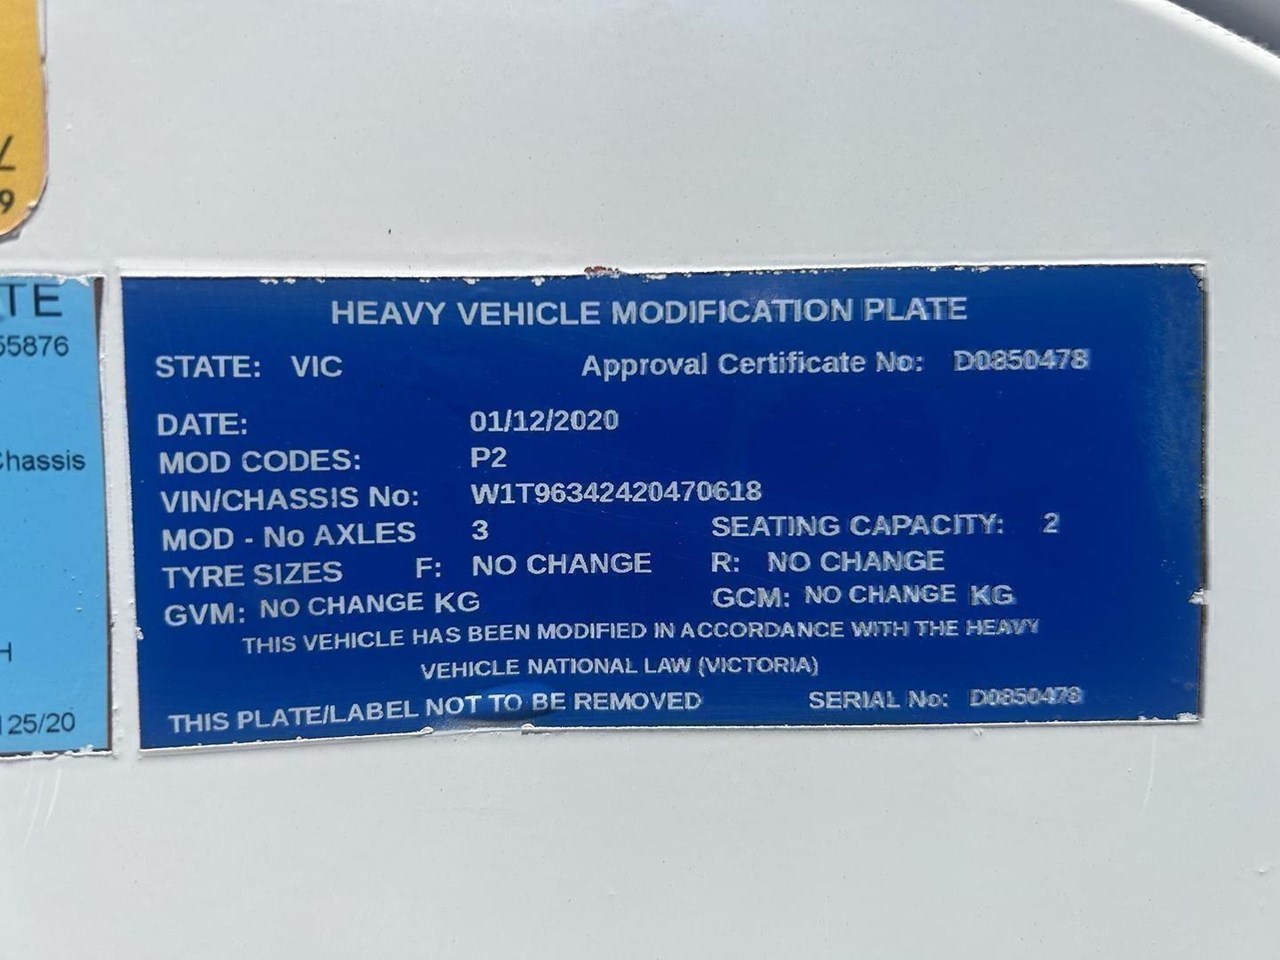 L
9
TE
55876
Chassis
H
125/20
HEAVY VEHICLE MODIFICATION PLATE
STATE: VIC Approval Certificate No: D0850478
DATE: 01/12/2020
MOD CODES: P2
VIN/CHASSIS No: W1T96342420470618
MOD - No AXLES 3 SEATING CAPACITY: 2
TYRE SIZES F: NO CHANGE R: NO CHANGE
GVM: NO CHANGE KG GCM: NO CHANGE KG
THIS VEHICLE HAS BEEN MODIFIED IN ACCORDANCE WITH THE HEAVY
VEHICLE NATIONAL LAW (VICTORIA)
THIS PLATE/LABEL NOT TO BE REMOVED SERIAL No: D0850478